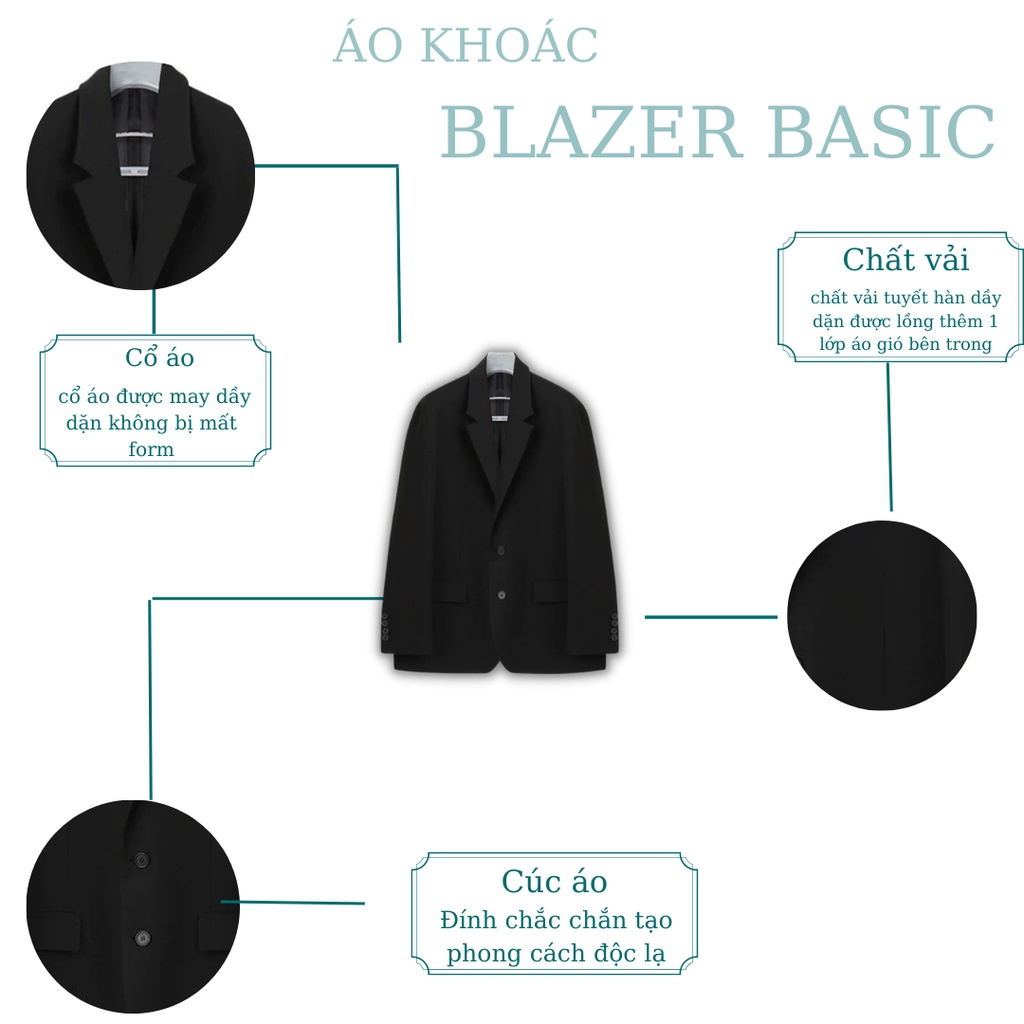 ÁO KHOÁC
BLAZER BASIC
Chất vải
chất vải tuyết hàn dầy
dặn được lồng thêm 1
lớp áo gió bên trong
Cổ áo
cổ áo được may dầy
dặn không bị mất
form
Cúc áo
Đính chắc chắn tạo
phong cách độc lạ